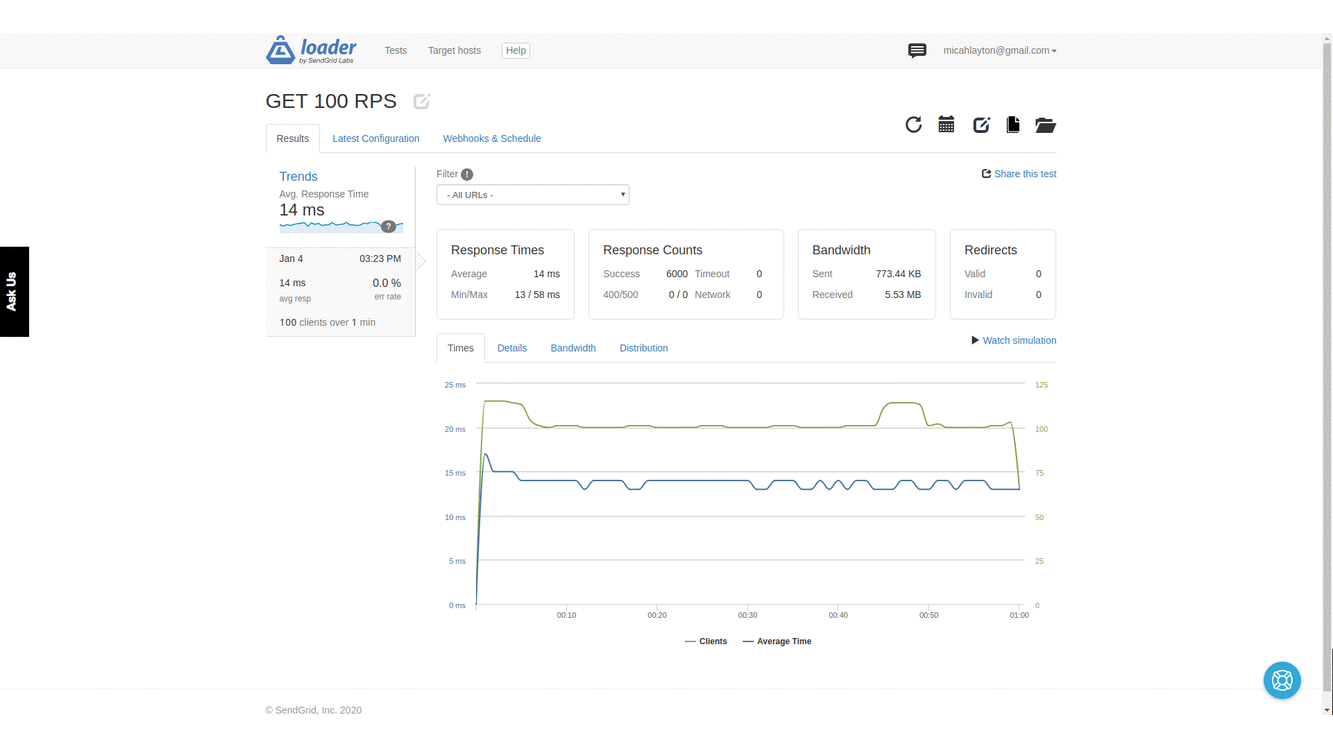 loader
by SendGrid Labs
Tests Target hosts Help
micahlayton@gmail.com
GET 100 RPS
Results Latest Configuration Webhooks & Schedule
Trends
Avg. Response Time
14 ms
?
Jan 4 03:23 PM
14 ms 0.0 %
avg resp err rate
100 clients over 1 min
Filter !
- All URLs -
Share this test
Response Times
Average 14 ms
Min/Max 13 / 58 ms
Response Counts
Success 6000 Timeout 0
400/500 0 / 0 Network 0
Bandwidth
Sent 773.44 KB
Received 5.53 MB
Redirects
Valid 0
Invalid 0
Times Details Bandwidth Distribution
Watch simulation
25 ms 125
20 ms 100
15 ms 75
10 ms 50
5 ms 25
0 ms 0
00:10 00:20 00:30 00:40 00:50 01:00
Clients Average Time
Ask Us
© SendGrid, Inc. 2020